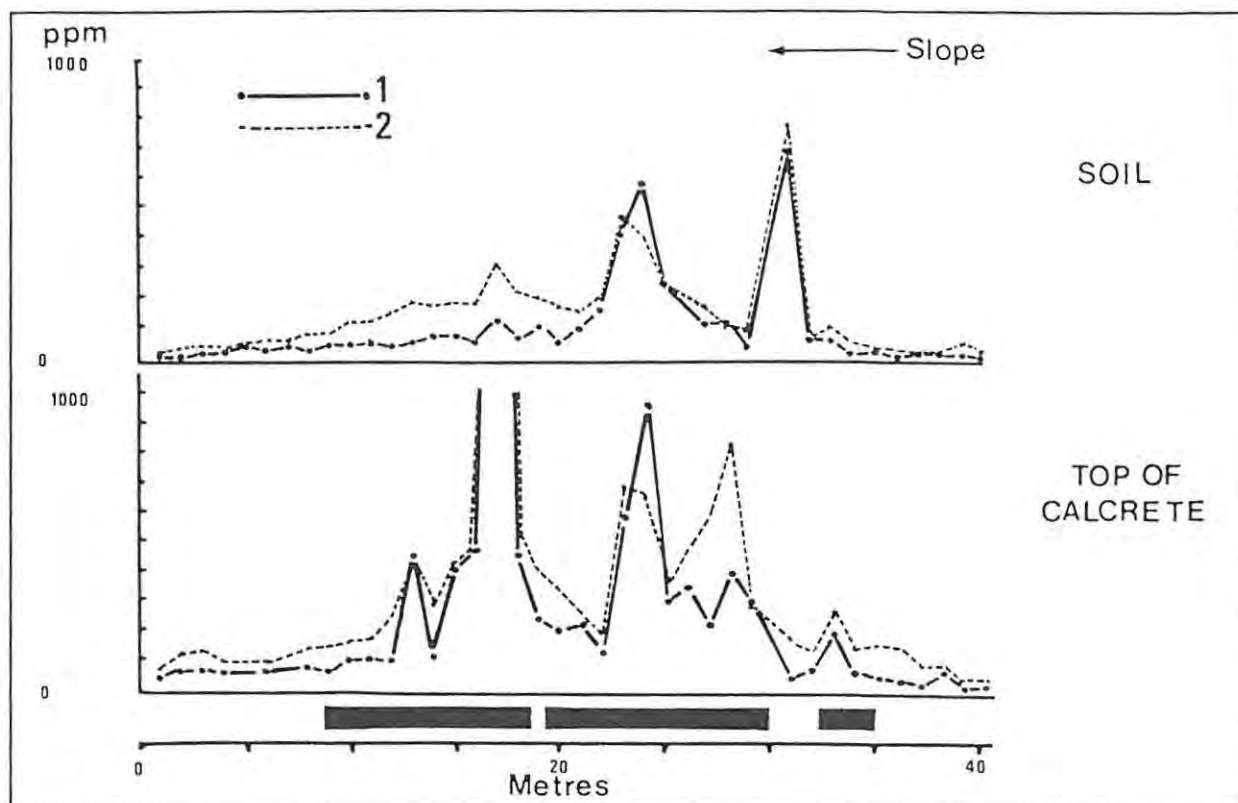 ppm
1000
Slope
1
2
SOIL
0
1000
TOP OF
CALCRETE
0
0
20
40
Metres